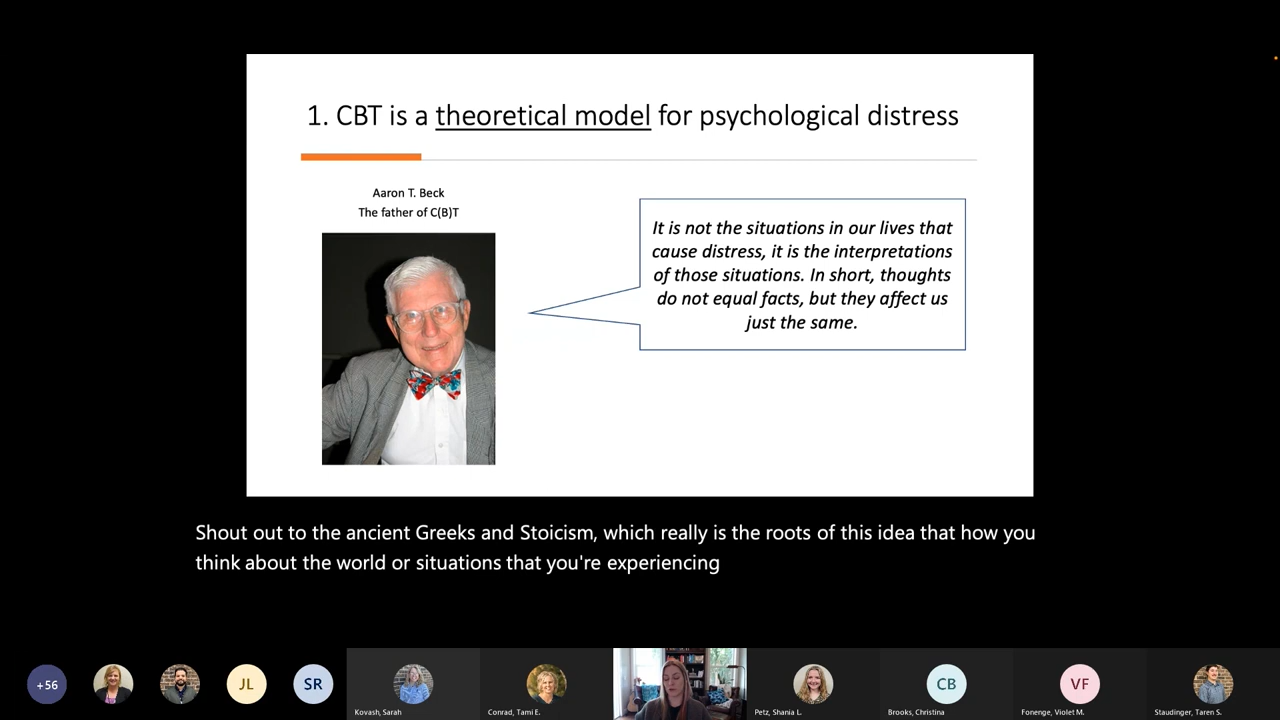 1. CBT is a theoretical model for psychological distress
Aaron T. Beck
The father of C(B)T
It is not the situations in our lives that
cause distress, it is the interpretations
of those situations. In short, thoughts
do not equal facts, but they affect us
just the same.
Shout out to the ancient Greeks and Stoicism, which really is the roots of this idea that how you
think about the world or situations that you're experiencing
+56
JL
SR
Kovash, Sarah
Conrad, Tami E.
Petz, Shania L.
CB
Brooks, Christina
VF
Fonenge, Violet M.
Staudinger, Taren S.